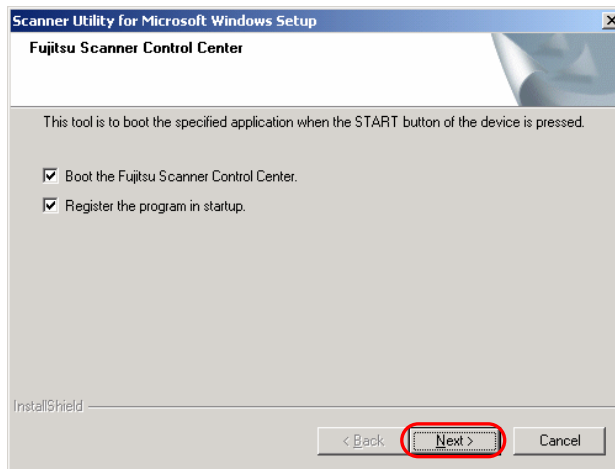 Scanner Utility for Microsoft Windows Setup
Fujitsu Scanner Control Center
This tool is to boot the specified application when the START button of the device is pressed.
Boot the Fujitsu Scanner Control Center.
Register the program in startup.
InstallShield
< Back
Next >
Cancel